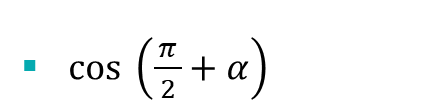 ▪ cos (π/2 + α)